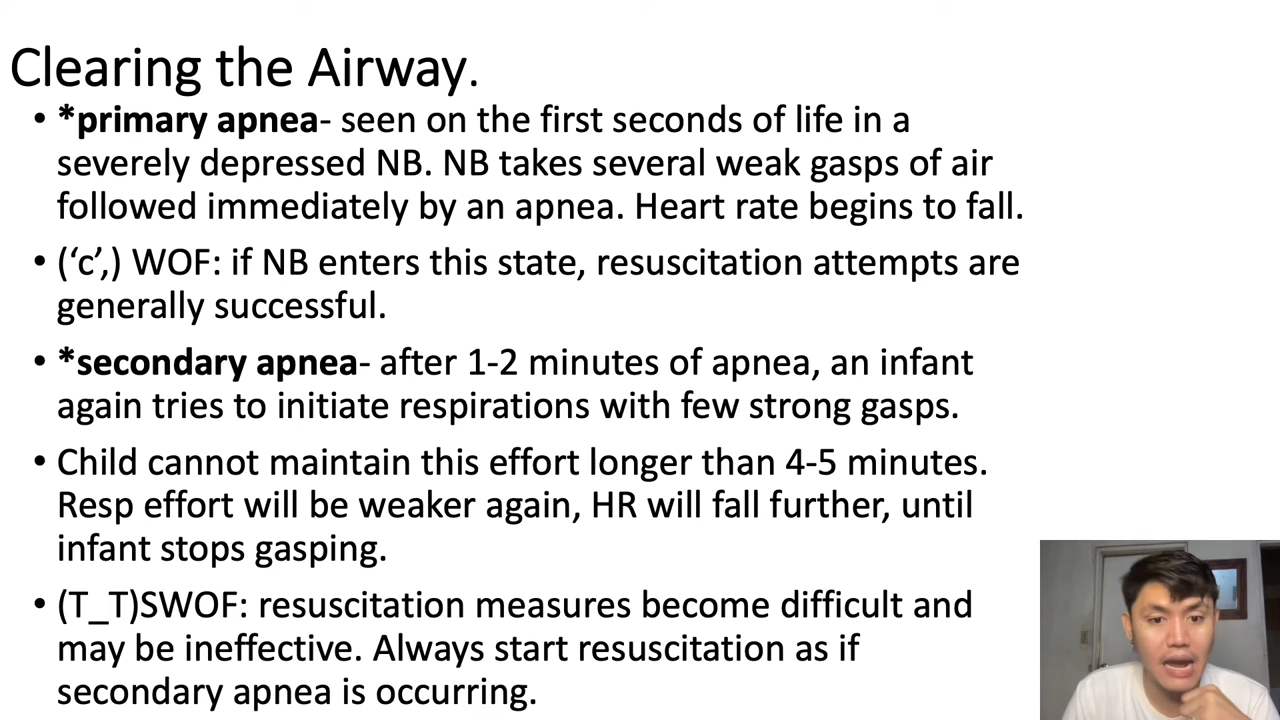 Clearing the Airway.
• *primary apnea- seen on the first seconds of life in a
severely depressed NB. NB takes several weak gasps of air
followed immediately by an apnea. Heart rate begins to fall.
• (‘c’,) WOF: if NB enters this state, resuscitation attempts are
generally successful.
• *secondary apnea- after 1-2 minutes of apnea, an infant
again tries to initiate respirations with few strong gasps.
• Child cannot maintain this effort longer than 4-5 minutes.
Resp effort will be weaker again, HR will fall further, until
infant stops gasping.
• (T_T)SWOF: resuscitation measures become difficult and
may be ineffective. Always start resuscitation as if
secondary apnea is occurring.